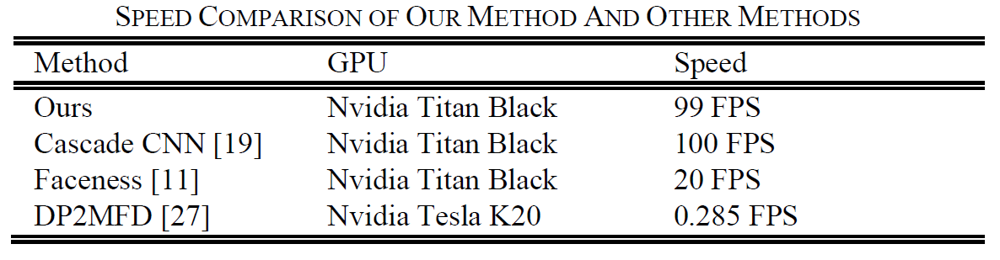 SPEED COMPARISON OF OUR METHOD AND OTHER METHODS
Method GPU Speed
Ours Nvidia Titan Black 99 FPS
Cascade CNN [19] Nvidia Titan Black 100 FPS
Faceness [11] Nvidia Titan Black 20 FPS
DP2MFD [27] Nvidia Tesla K20 0.285 FPS